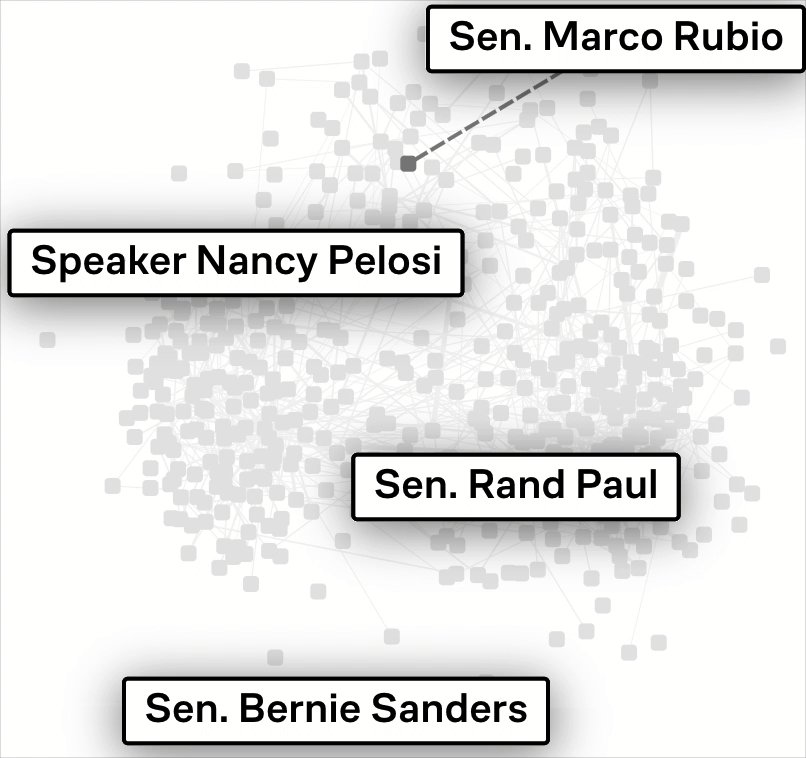 Sen. Marco Rubio
Speaker Nancy Pelosi
Sen. Rand Paul
Sen. Bernie Sanders